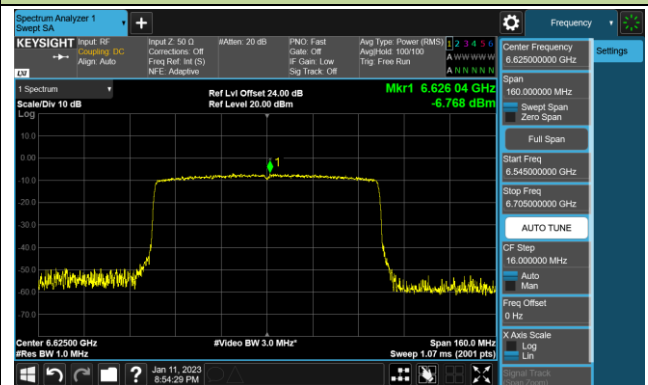 Spectrum Analyzer 1
Swept SA
Frequency
KEYSIGHT
Input: RF
Coupling: DC
Align: Auto
Input Z: 50 Ω
Corrections: Off
Freq Ref: Int (S)
NFE: Adaptive
#Atten: 20 dB
PNO: Fast
Gate: Off
IF Gain: Low
Sig Track: Off
Avg Type: Power (RMS)
Avg|Hold: 100/100
Trig: Free Run
1 2 3 4 5 6
A W W W W W
A N N N N N
LXI
1 Spectrum
Scale/Div 10 dB
Ref Lvl Offset 24.00 dB
Ref Level 20.00 dBm
Mkr1 6.626 04 GHz
-6.768 dBm
Log
10.0
0.00
-10.0
-20.0
-30.0
-40.0
-50.0
-60.0
-70.0
1
Center 6.62500 GHz
#Res BW 1.0 MHz
#Video BW 3.0 MHz*
Span 160.0 MHz
Sweep 1.07 ms (2001 pts)
Jan 11, 2023
8:54:29 PM
Center Frequency
6.625000000 GHz
Settings
Span
160.000000 MHz
Swept Span
Zero Span
Full Span
Start Freq
6.545000000 GHz
Stop Freq
6.705000000 GHz
AUTO TUNE
CF Step
16.000000 MHz
Auto
Man
Freq Offset
0 Hz
X Axis Scale
Log
Lin
Signal Track
(Span Zoom)